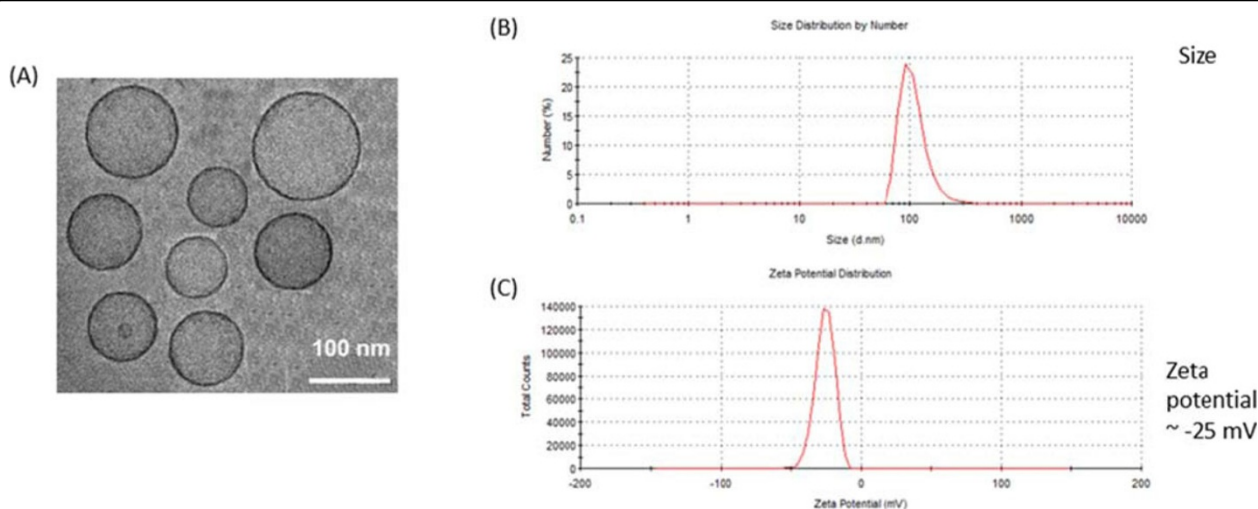 (A)
100 nm
(B)
Size Distribution by Number
Size
Number (%)
25
20
15
10
5
0
0.1 1 10 100 1000 10000
Size (d.nm)
(C)
Zeta Potential Distribution
Total Counts
140000
120000
100000
80000
60000
40000
20000
0
-200 -100 0 100 200
Zeta Potential (mV)
Zeta
potential
~ -25 mV